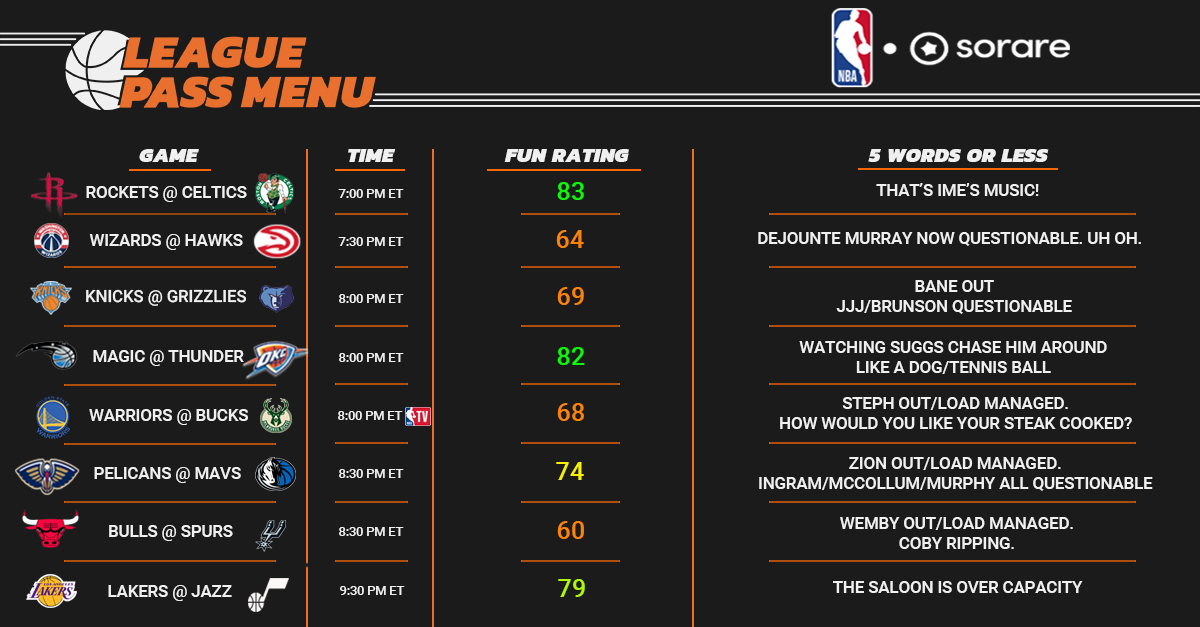 LEAGUE
PASS MENU
NBA
sorare
GAME TIME FUN RATING 5 WORDS OR LESS
ROCKETS @ CELTICS 7:00 PM ET 83 THAT'S IME'S MUSIC!
WIZARDS @ HAWKS 7:30 PM ET 64 DEJOUNTE MURRAY NOW QUESTIONABLE. UH OH.
KNICKS @ GRIZZLIES 8:00 PM ET 69 BANE OUT
JJJ/BRUNSON QUESTIONABLE
MAGIC @ THUNDER OKC 8:00 PM ET 82 WATCHING SUGGS CHASE HIM AROUND
LIKE A DOG/TENNIS BALL
WARRIORS @ BUCKS 8:00 PM ET NBA TV 68 STEPH OUT/LOAD MANAGED.
HOW WOULD YOU LIKE YOUR STEAK COOKED?
PELICANS @ MAVS 8:30 PM ET 74 ZION OUT/LOAD MANAGED.
INGRAM/MCCOLLUM/MURPHY ALL QUESTIONABLE
BULLS @ SPURS 8:30 PM ET 60 WEMBY OUT/LOAD MANAGED.
COBY RIPPING.
LAKERS LAKERS @ JAZZ 9:30 PM ET 79 THE SALOON IS OVER CAPACITY